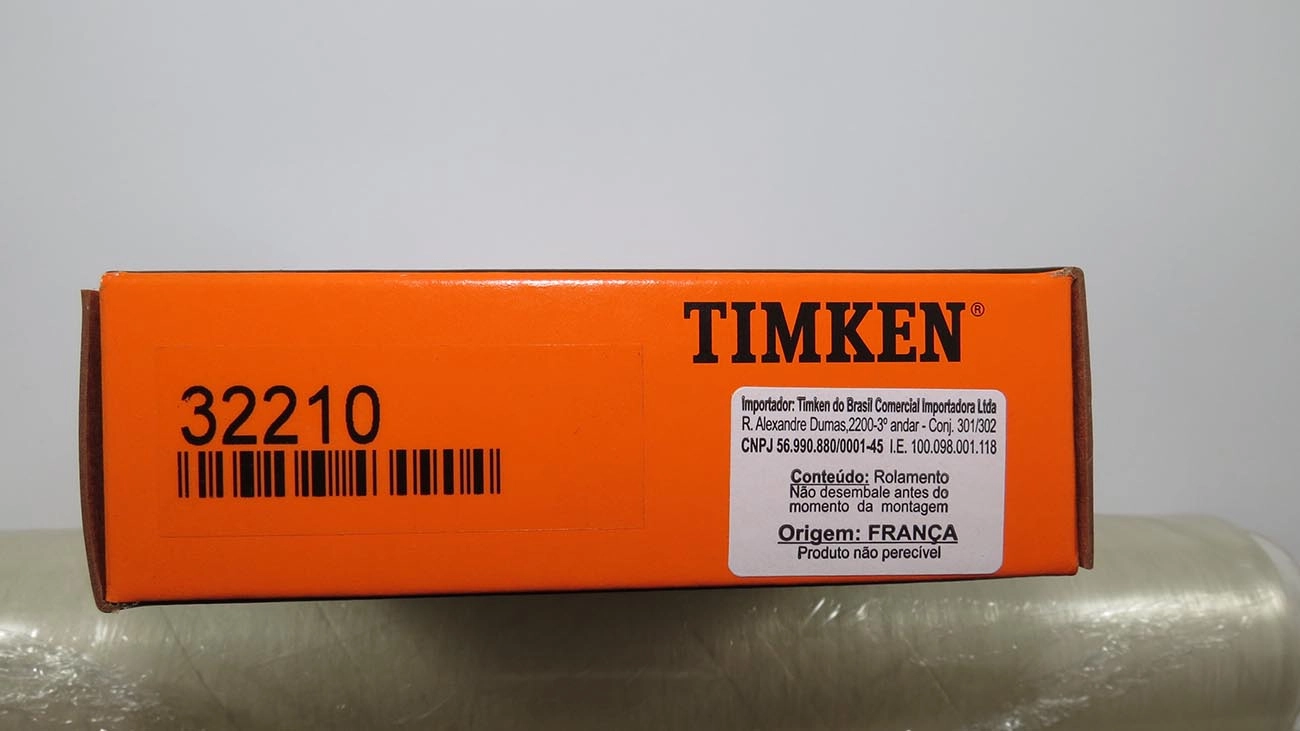 TIMKEN®
32210
Importador: Timken do Brasil Comercial Importadora Ltda
R. Alexandre Dumas,2200-3º andar - Conj. 301/302
CNPJ 56.990.880/0001-45 I.E. 100.098.001.118
Conteúdo: Rolamento
Não desembale antes do
momento da montagem
Origem: FRANÇA
Produto não perecível